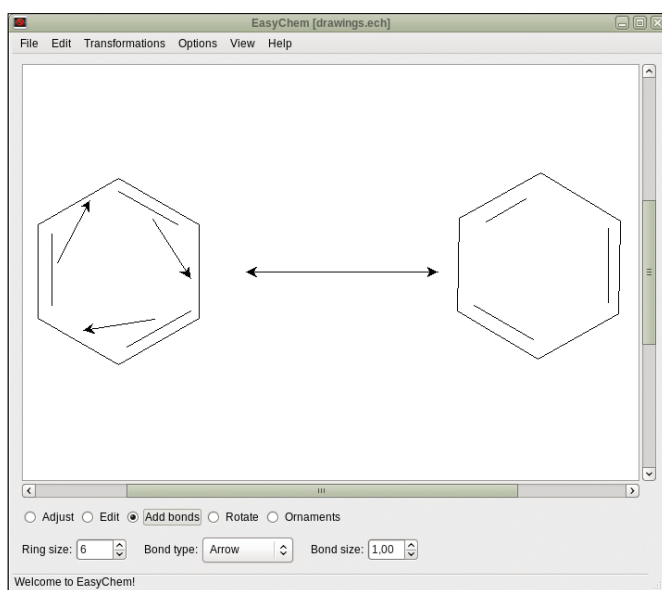 EasyChem [drawings.ech]
File Edit Transformations Options View Help
Adjust Edit Add bonds Rotate Ornaments
Ring size: 6 Bond type: Arrow Bond size: 1,00
Welcome to EasyChem!